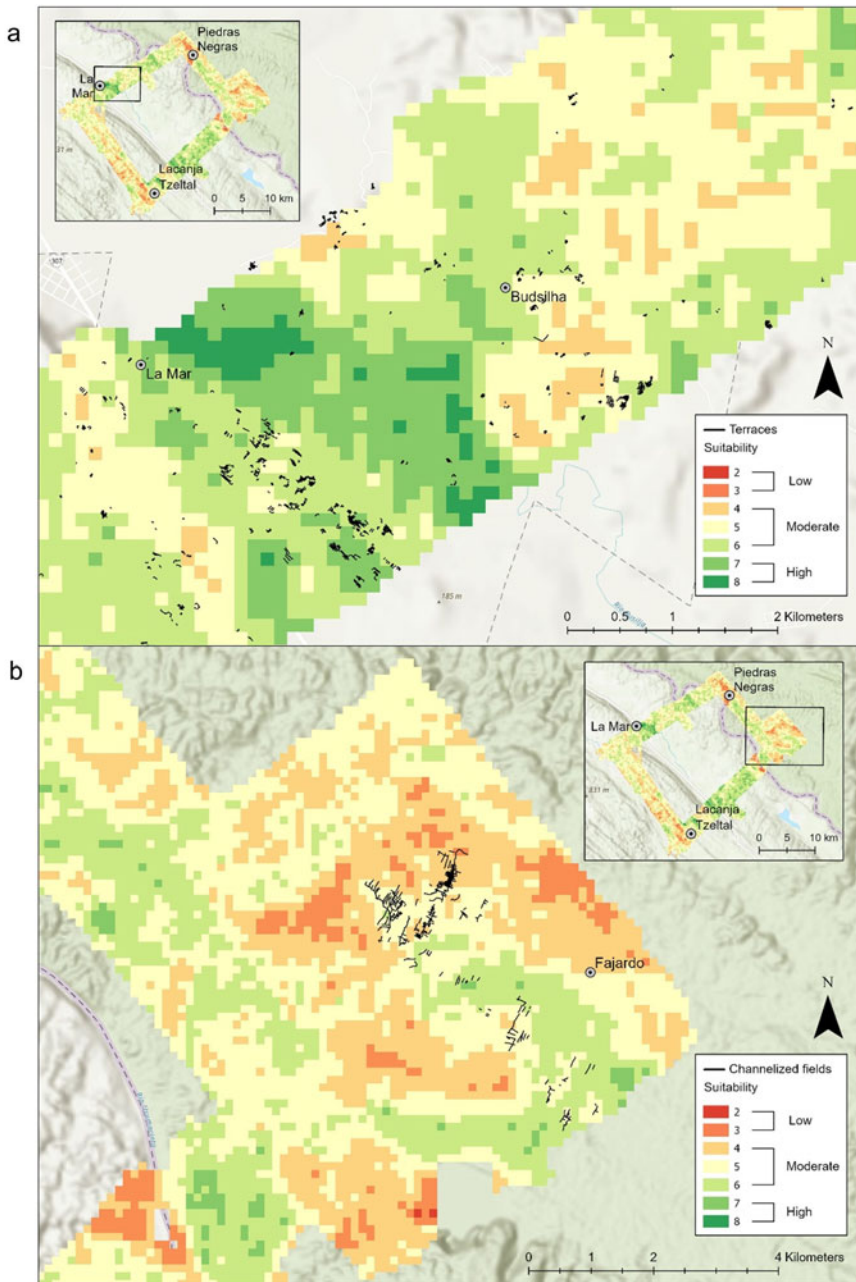 a
Piedras
Negras
La
Mar
Lacanja
Tzeltal
0 5 10 km
307
Budsilha
La Mar
N
Terraces
Suitability
2
3
Low
4
5
Moderate
6
7
High
8
185 m
0 0.5 1 2 Kilometers
b
Piedras
Negras
La Mar
Lacanja
Tzeltal
0 5 10 km
Fajardo
N
Channelized fields
Suitability
2
3
Low
4
5
Moderate
6
7
High
8
0 1 2 4 Kilometers